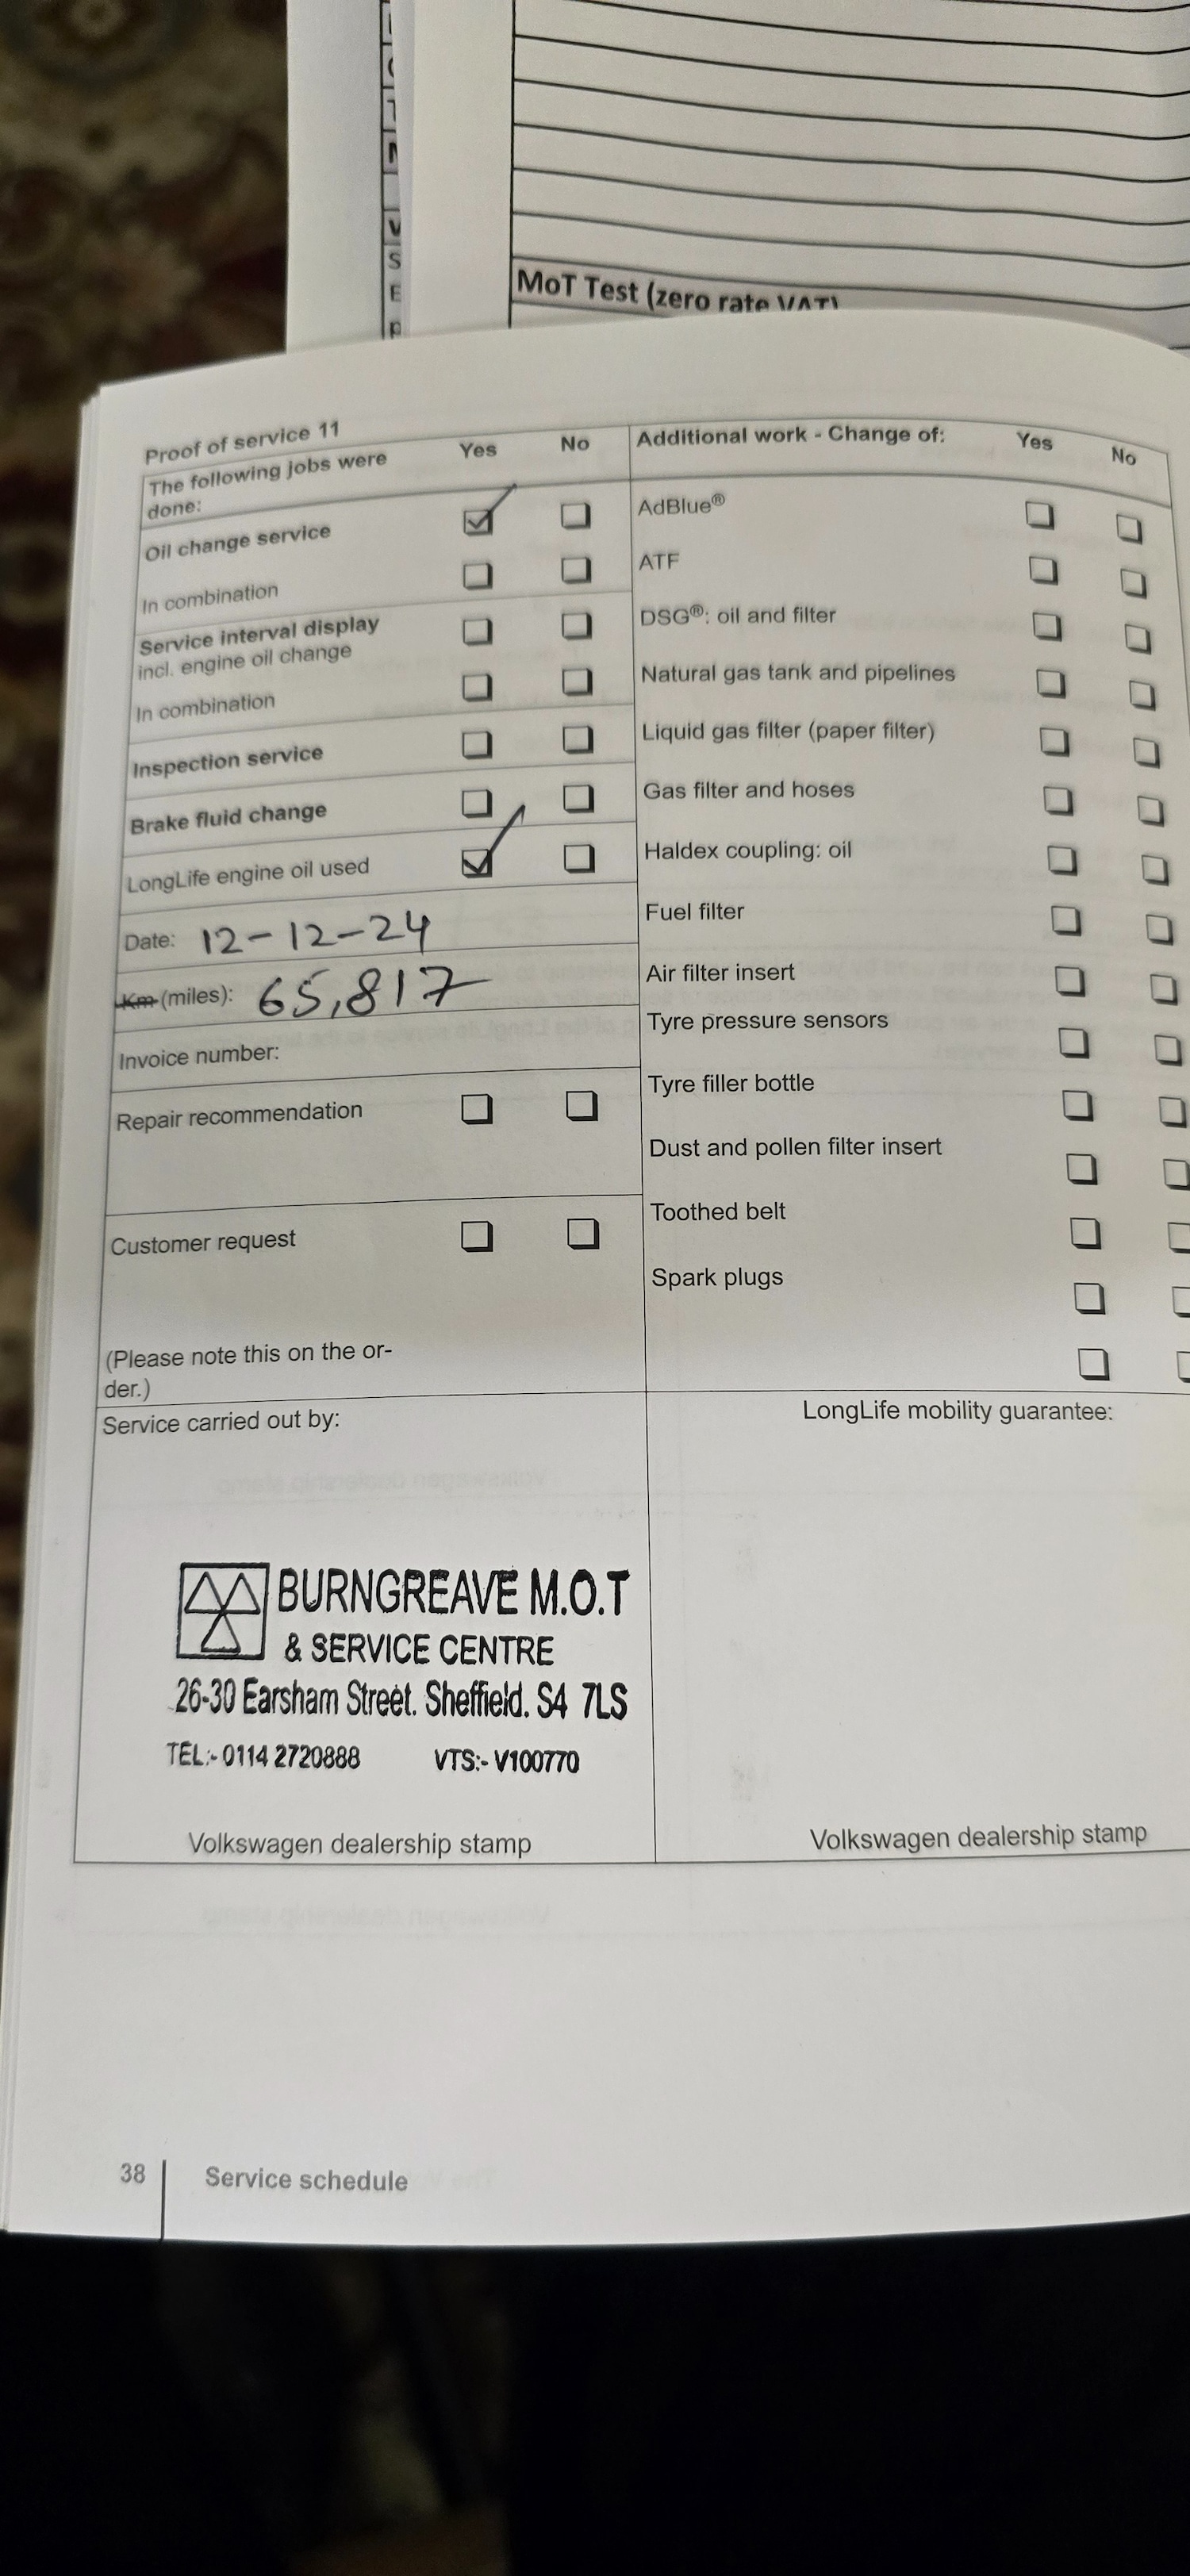 MoT Test (zero rate VAT)
Proof of service 11
The following jobs were
done:
Yes
No
Oil change service
In combination
Service interval display
incl. engine oil change
In combination
Inspection service
Brake fluid change
LongLife engine oil used
Date: 12-12-24
Km (miles): 65,817
Invoice number:
Repair recommendation
Customer request
(Please note this on the or-
der.)
Additional work - Change of:
Yes
No
AdBlue®
ATF
DSG®: oil and filter
Natural gas tank and pipelines
Liquid gas filter (paper filter)
Gas filter and hoses
Haldex coupling: oil
Fuel filter
Air filter insert
Tyre pressure sensors
Tyre filler bottle
Dust and pollen filter insert
Toothed belt
Spark plugs
Service carried out by:
BURNGREAVE M.O.T
& SERVICE CENTRE
26-30 Earsham Street. Sheffield. S4 7LS
TEL:- 0114 2720888 VTS:- V100770
Volkswagen dealership stamp
LongLife mobility guarantee:
Volkswagen dealership stamp
38
Service schedule